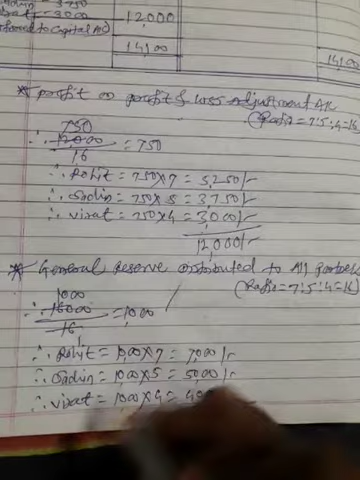 12,000
ferred to Capital A/c)
14,100
14,100
* profit on profit & loss adjustment A/c
(Ratio = 7:5:4 = 16)
750
∴ 12000 = 750
16
∴ Rohit = 750×7 = 5,250/-
∴ Sachin = 750×5 = 3,750/-
∴ Virat = 750×4 = 3,000/-
12,000/-
* General Reserve distributed to All partners
(Ratio = 7:5:4 = 16)
1000
∴ 16000 = 1000
16
∴ Rohit = 1000×7 = 7000/-
∴ Sachin = 1000×5 = 5000/-
∴ Virat = 1000×4 =